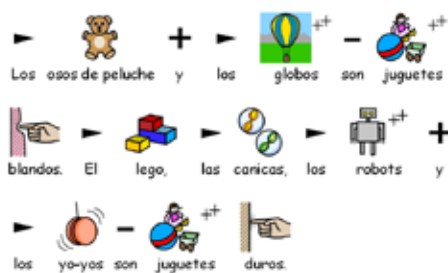 Los osos de peluche y los globos son juguetes
blandos. El lego, las canicas, los robots y
los yo-yos son juguetes duros.